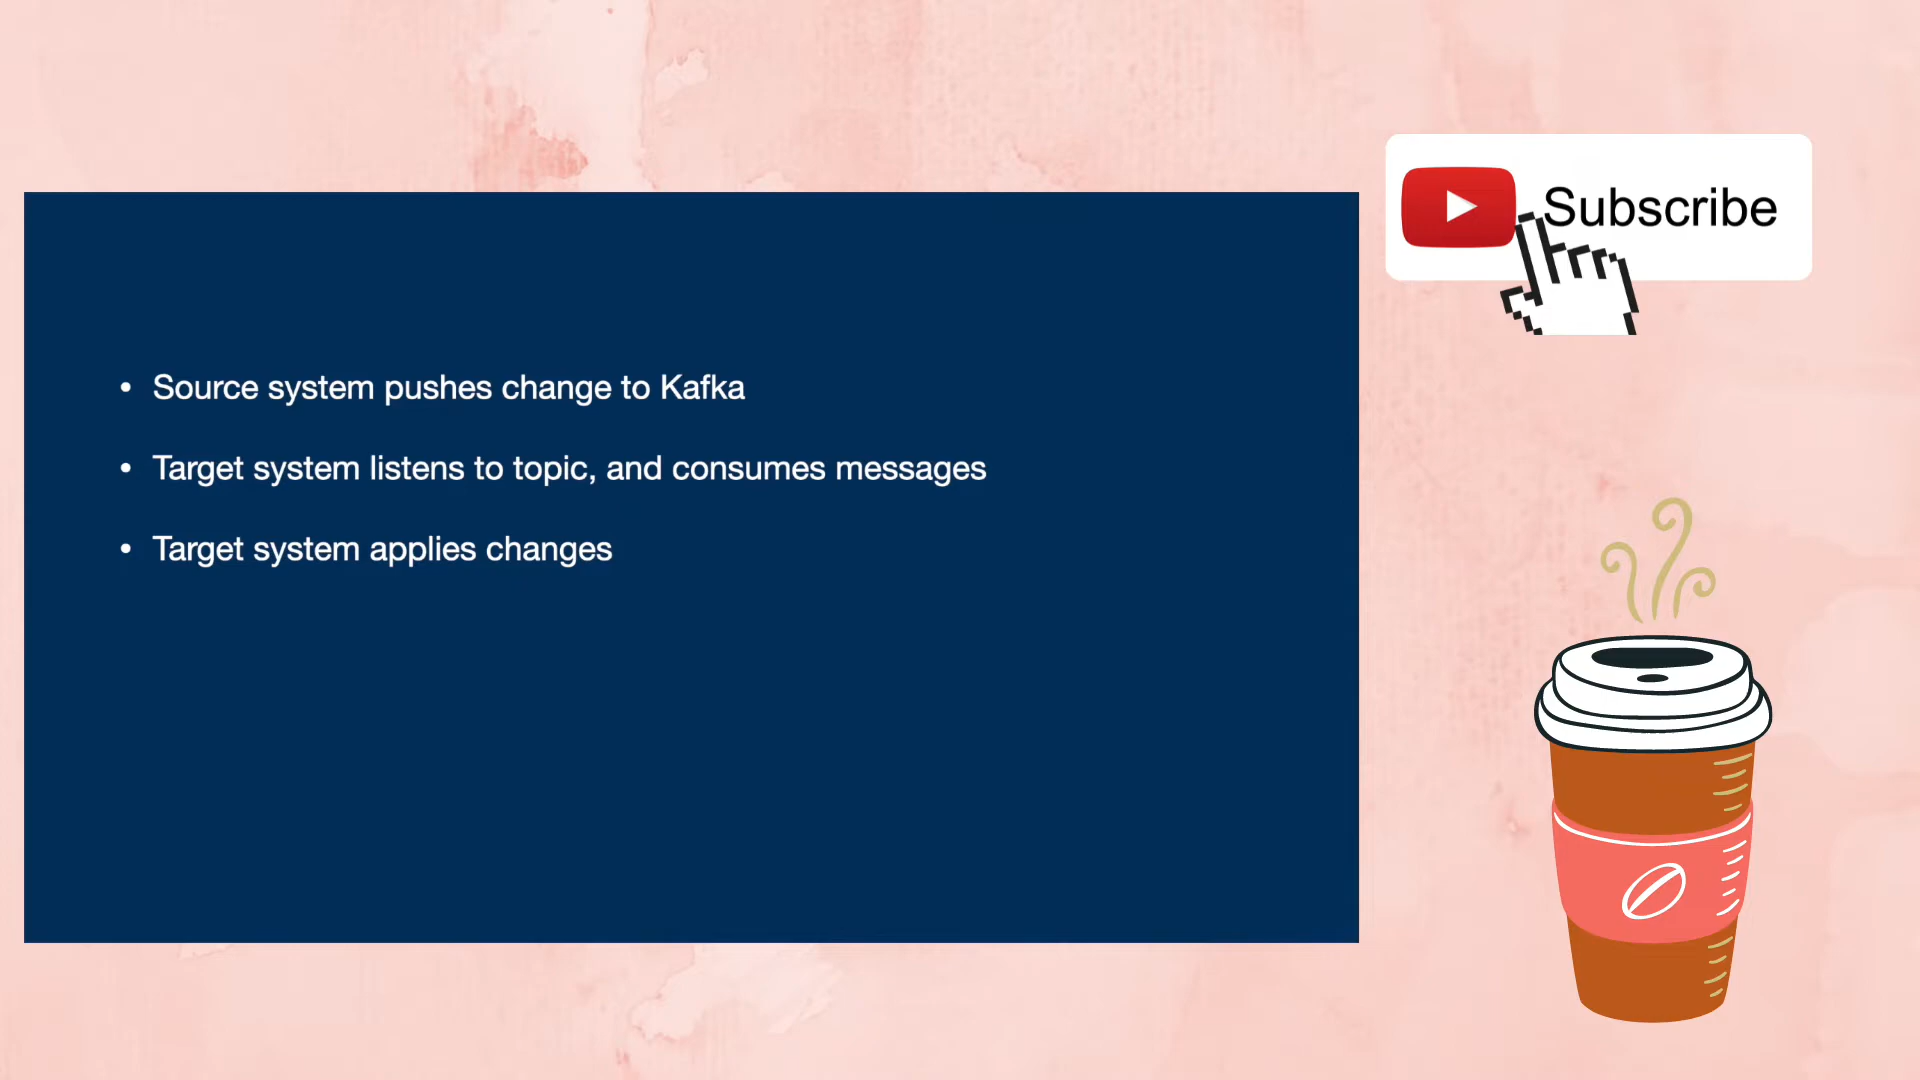 Subscribe
• Source system pushes change to Kafka
• Target system listens to topic, and consumes messages
• Target system applies changes